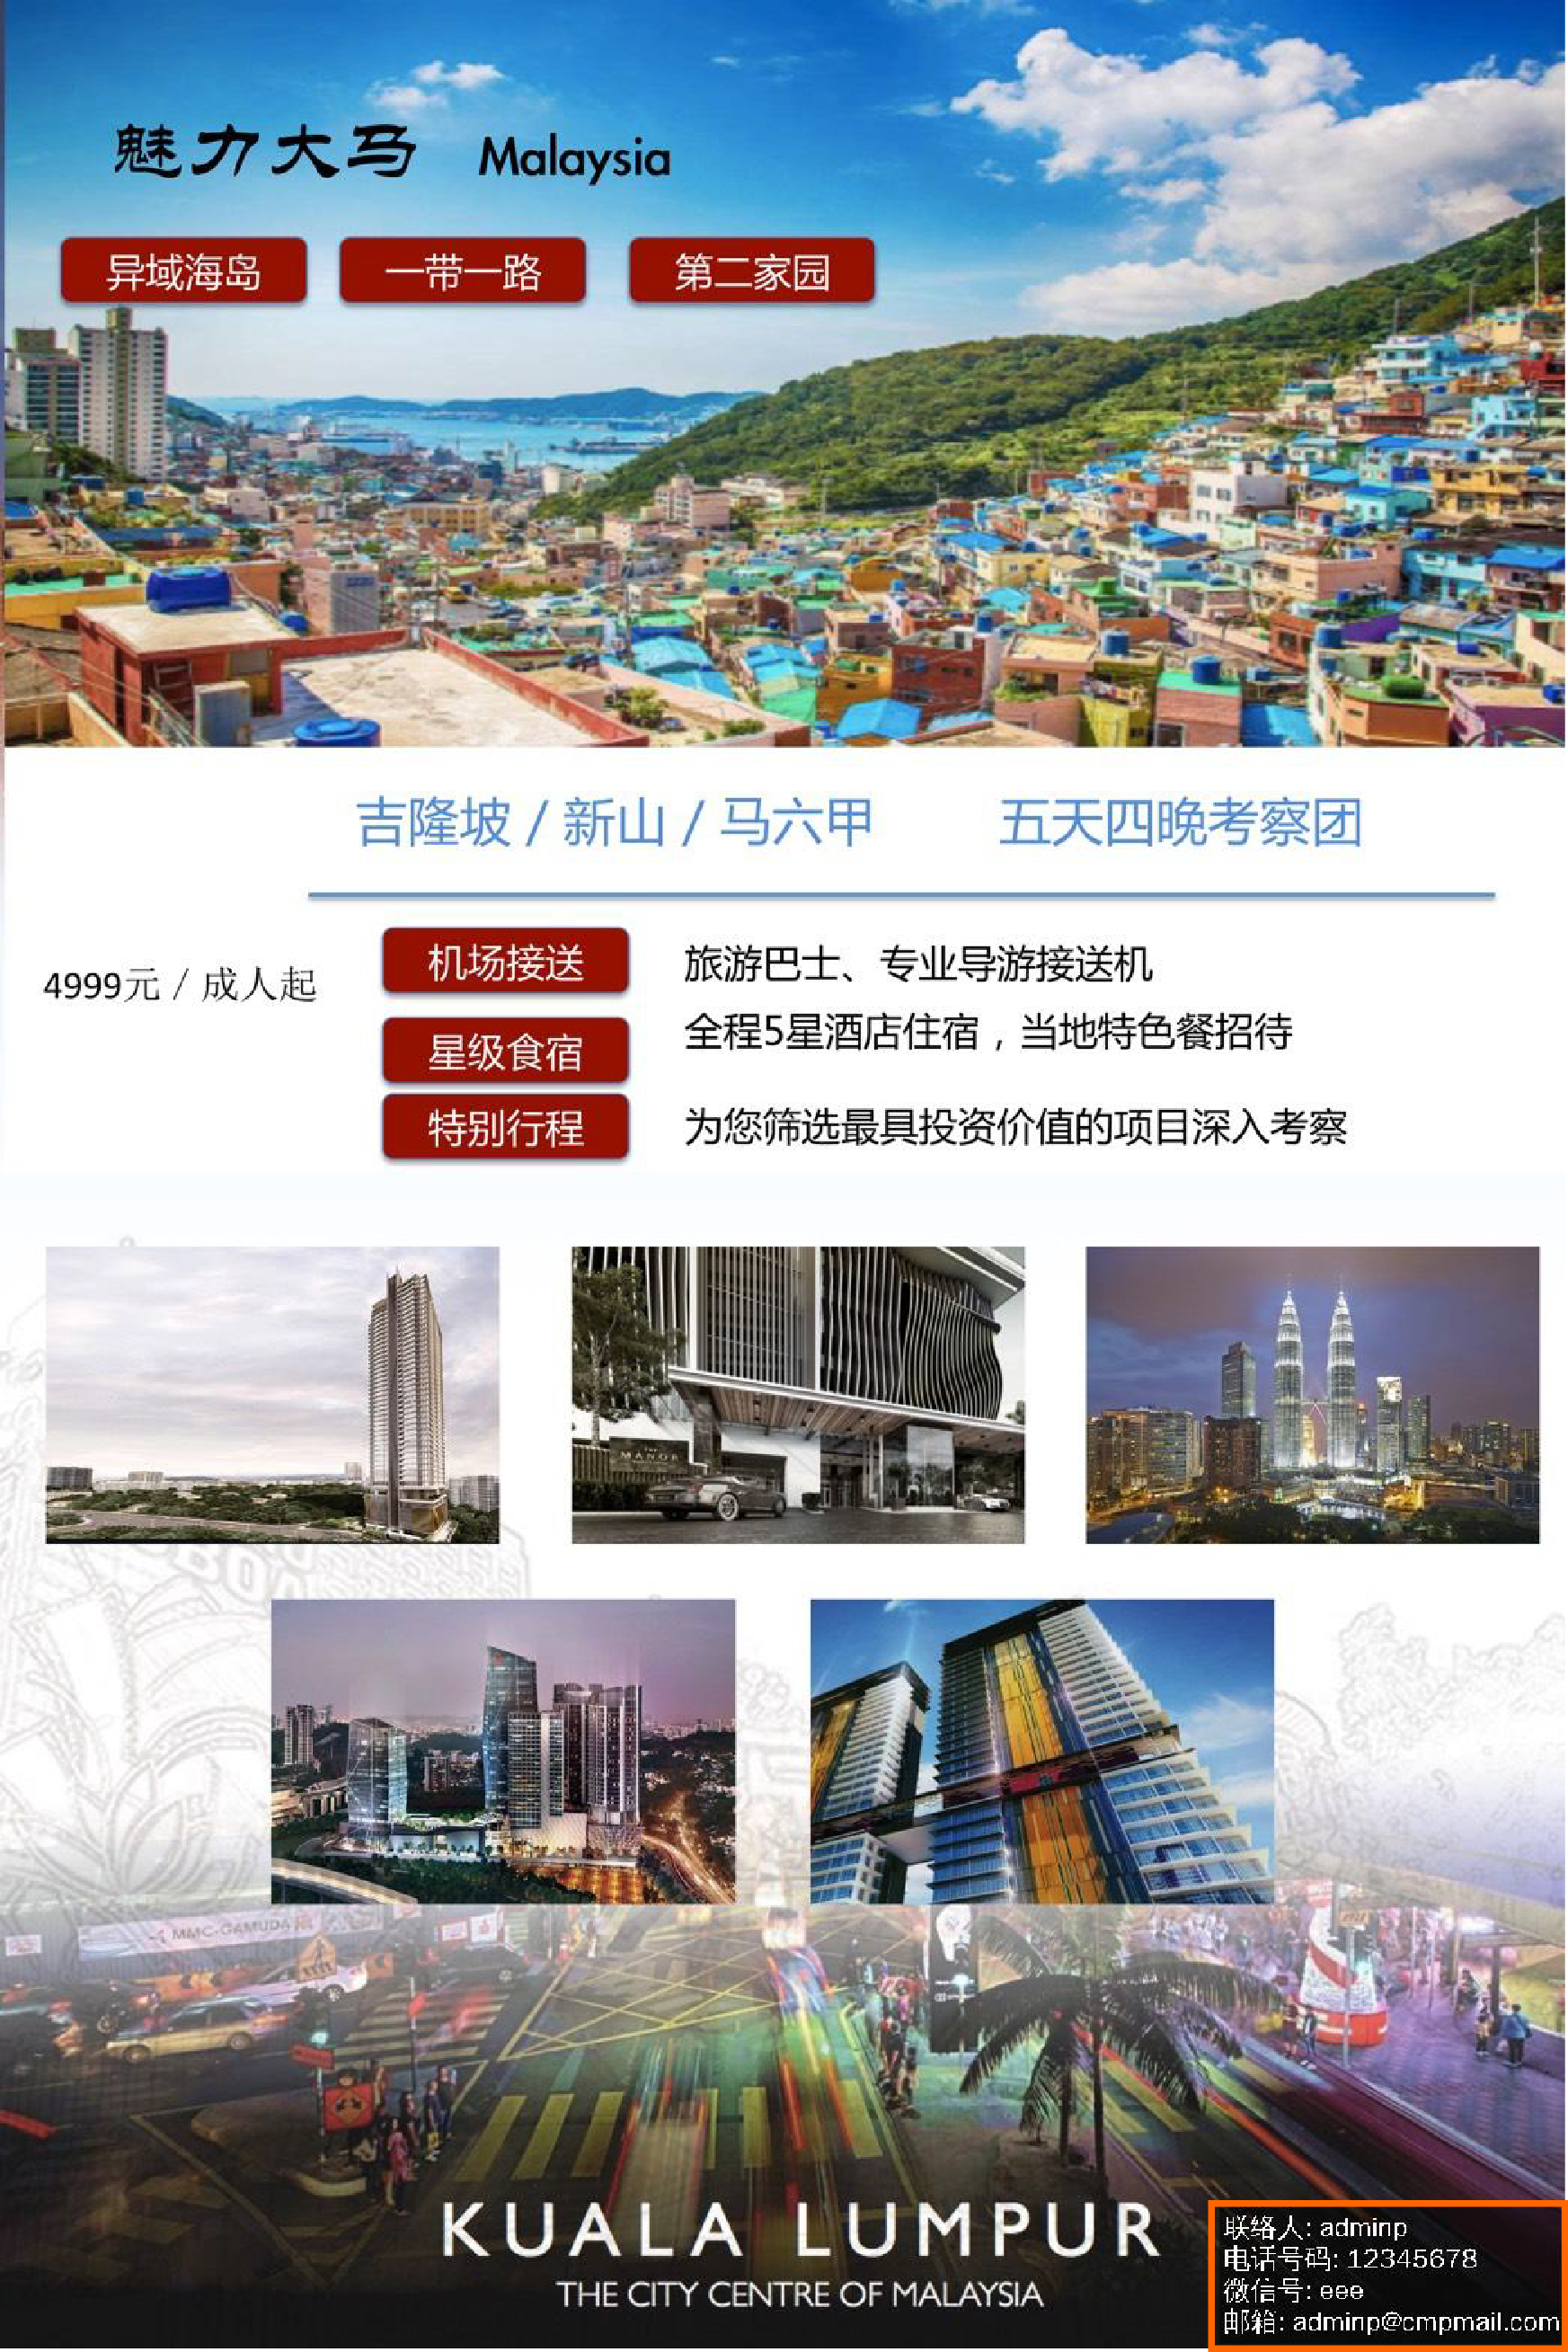 魅力大马 Malaysia
异域海岛 一带一路 第二家园
吉隆坡 / 新山 / 马六甲 五天四晚考察团
4999元 / 成人起
机场接送 旅游巴士、专业导游接送机
星级食宿 全程5星酒店住宿，当地特色餐招待
特别行程 为您筛选最具投资价值的项目深入考察
MANOR
MMC-GAMUDA
KUALA LUMPUR
THE CITY CENTRE OF MALAYSIA
联络人: adminp
电话号码: 12345678
微信号: eee
邮箱: adminp@cmpmail.com